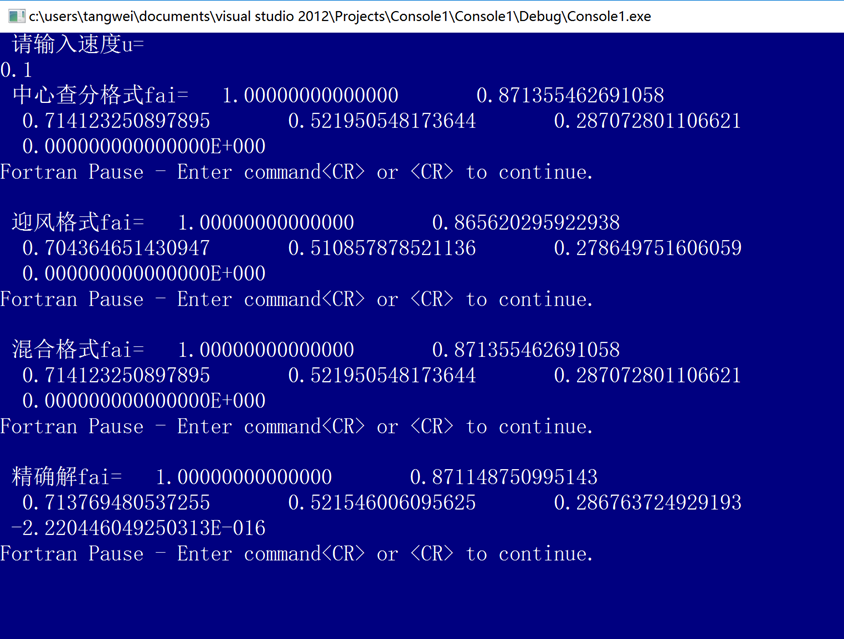 c:\users\tangwei\documents\visual studio 2012\Projects\Console1\Console1\Debug\Console1.exe
请输入速度u=
0.1
中心查分格式fai= 1.00000000000000 0.871355462691058
0.714123250897895 0.521950548173644 0.287072801106621
0.000000000000000E+000
Fortran Pause - Enter command<CR> or <CR> to continue.
迎风格式fai= 1.00000000000000 0.865620295922938
0.704364651430947 0.510857878521136 0.278649751606059
0.000000000000000E+000
Fortran Pause - Enter command<CR> or <CR> to continue.
混合格式fai= 1.00000000000000 0.871355462691058
0.714123250897895 0.521950548173644 0.287072801106621
0.000000000000000E+000
Fortran Pause - Enter command<CR> or <CR> to continue.
精确解fai= 1.00000000000000 0.871148750995143
0.713769480537255 0.521546006095625 0.286763724929193
-2.220446049250313E-016
Fortran Pause - Enter command<CR> or <CR> to continue.